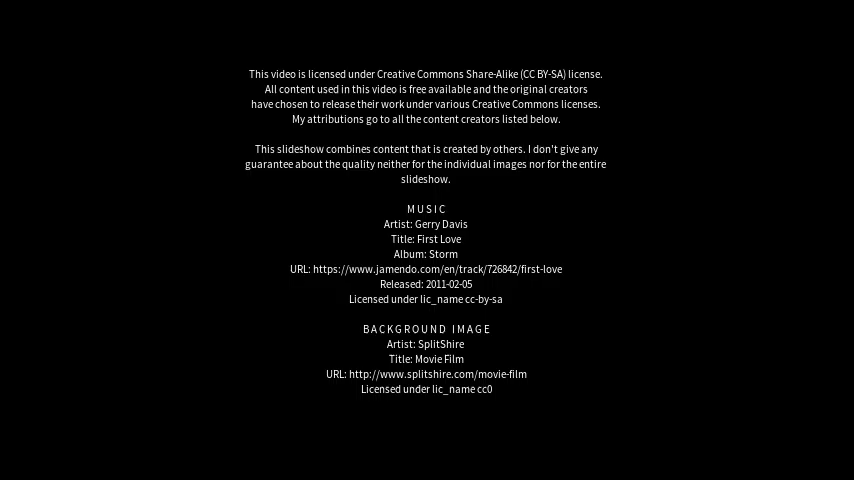 This video is licensed under Creative Commons Share-Alike (CC BY-SA) license.
All content used in this video is free available and the original creators
have chosen to release their work under various Creative Commons licenses.
My attributions go to all the content creators listed below.
This slideshow combines content that is created by others. I don't give any
guarantee about the quality neither for the individual images nor for the entire
slideshow.
MUSIC
Artist: Gerry Davis
Title: First Love
Album: Storm
URL: https://www.jamendo.com/en/track/726842/first-love
Released: 2011-02-05
Licensed under lic_name cc-by-sa
BACKGROUND IMAGE
Artist: SplitShire
Title: Movie Film
URL: http://www.splitshire.com/movie-film
Licensed under lic_name cc0